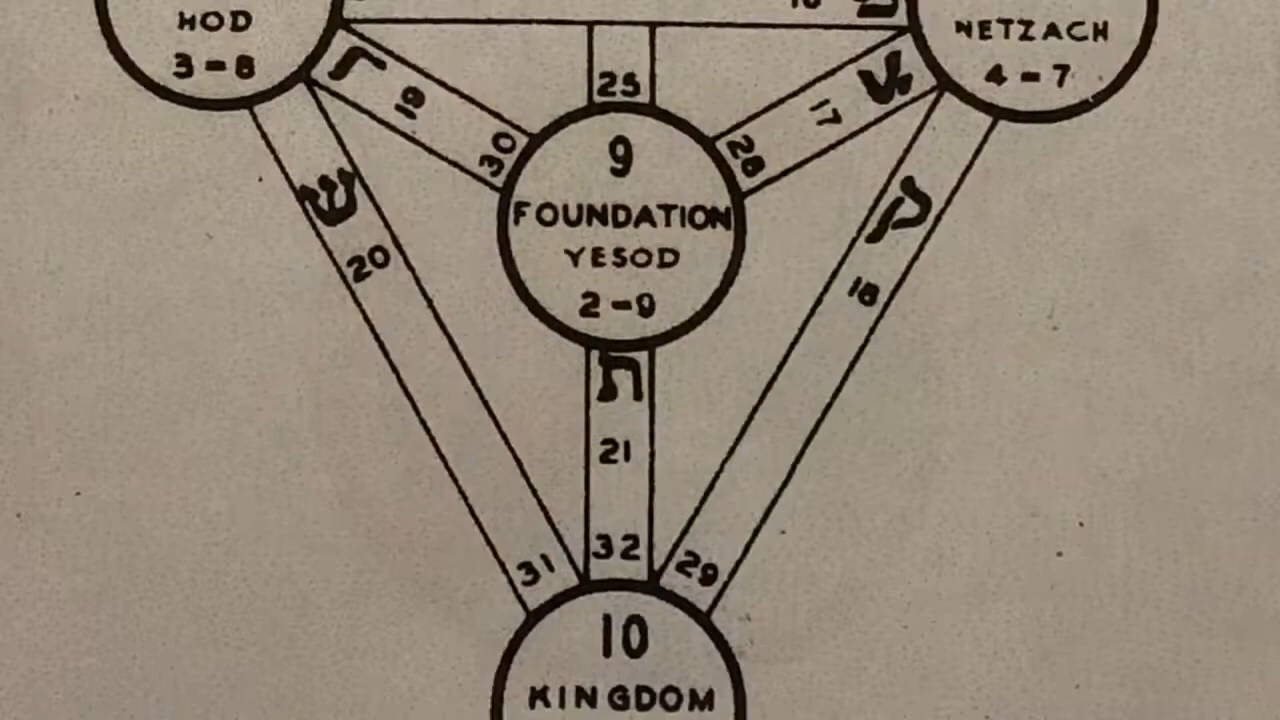 HOD
3-8
NETZACH
4-7
ר
19
30
25
צ
17
28
9
FOUNDATION
YESOD
2-9
ש
20
31
ק
18
29
ת
21
32
10
KINGDOM